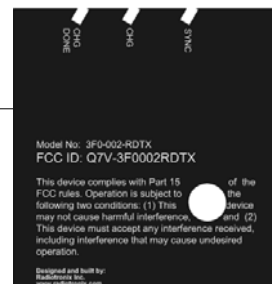 CHG
DONE
CHG
SYNC
Model No: 3F0-002-RDTX
FCC ID: Q7V-3F0002RDTX
This device complies with Part 15 of the
FCC rules. Operation is subject to the
following two conditions: (1) This device
may not cause harmful interference, and (2)
This device must accept any interference received,
including interference that may cause undesired
operation.
Designed and built by:
Radiotronix Inc.
www.radiotronix.com